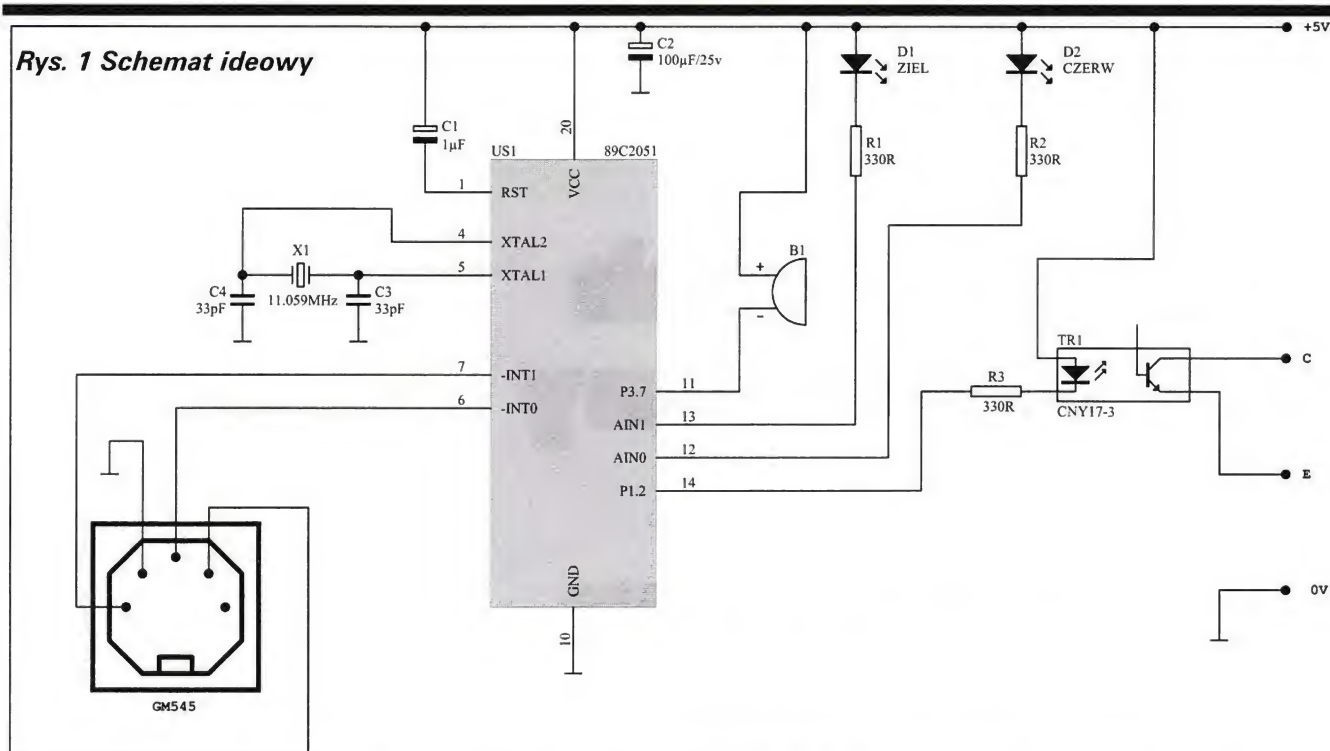 +5V
Rys. 1 Schemat ideowy
C2
100µF/25v
D1
ZIEL
D2
CZERW
C1
1µF
20
US1
89C2051
R1
330R
R2
330R
1
RST
VCC
4
XTAL2
X1
5
XTAL1
B1
C4
33pF
11.059MHz
C3
33pF
+
–
TR1
C
7
-INT1
P3.7
11
R3
330R
CNY17-3
6
-INT0
AIN1
13
AIN0
12
E
P1.2
14
GND
0V
10
GM545